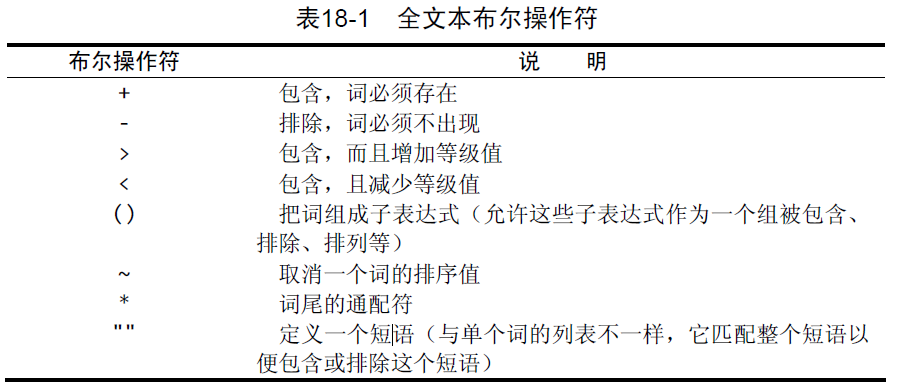 表18-1 全文本布尔操作符
布尔操作符 说 明
+ 包含，词必须存在
- 排除，词必须不出现
> 包含，而且增加等级值
< 包含，且减少等级值
() 把词组成子表达式（允许这些子表达式作为一个组被包含、
排除、排列等）
~ 取消一个词的排序值
* 词尾的通配符
"" 定义一个短语（与单个词的列表不一样，它匹配整个短语以
便包含或排除这个短语）